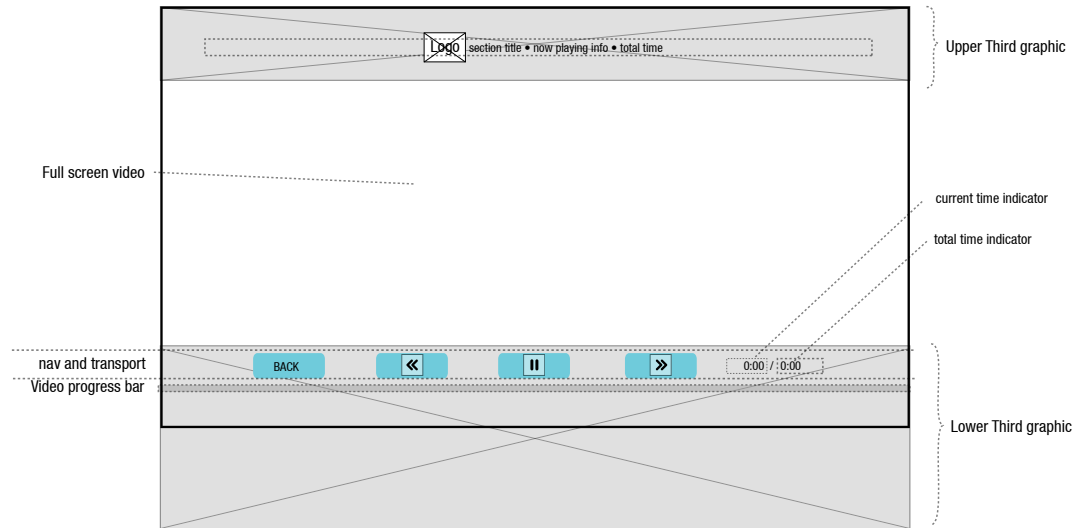 Logo section title • now playing info • total time
Upper Third graphic
Full screen video
current time indicator
total time indicator
nav and transport
BACK
0:00 / 0:00
Video progress bar
Lower Third graphic